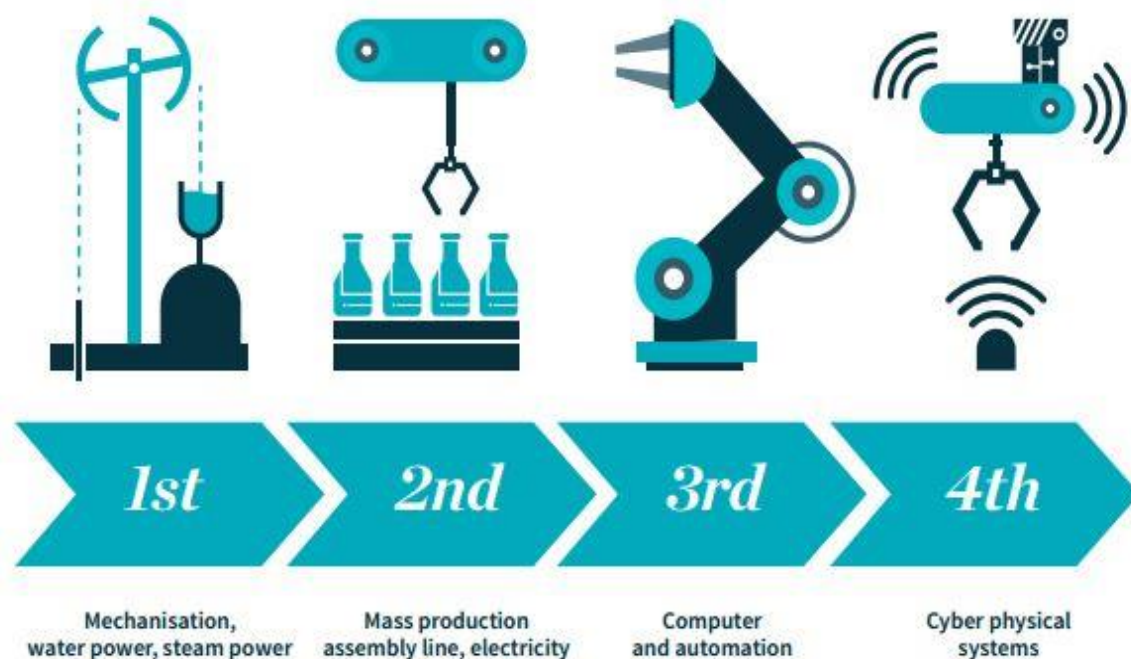 1st
2nd
3rd
4th
Mechanisation,
water power, steam power
Mass production
assembly line, electricity
Computer
and automation
Cyber physical
systems